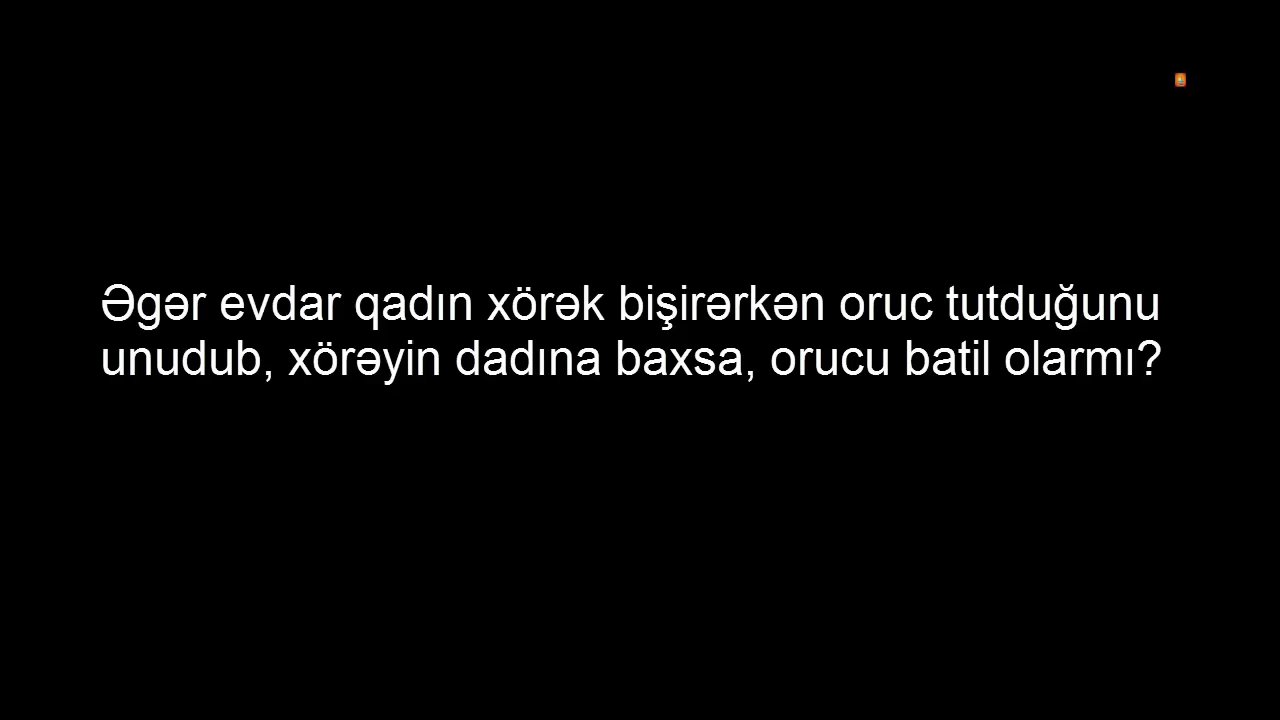 Əgər evdar qadın xörək bişirərkən oruc tutduğunu
unudub, xörəyin dadına baxsa, orucu batil olarmı?